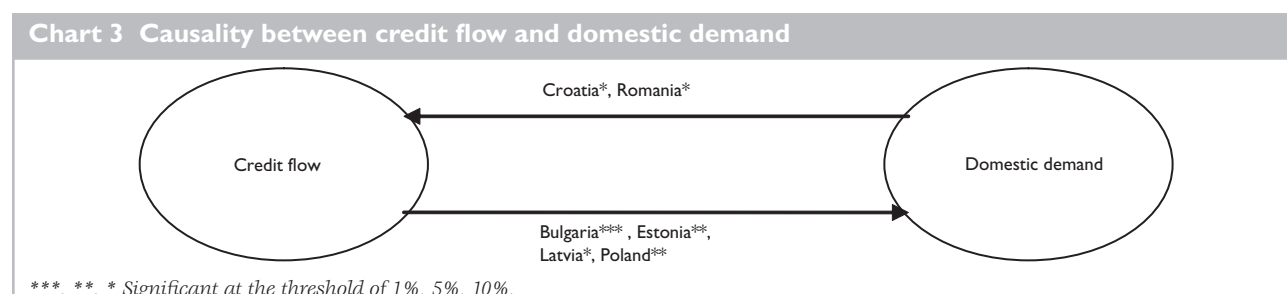 Chart 3 Causality between credit flow and domestic demand
Croatia*, Romania*
Credit flow
Domestic demand
Bulgaria*** , Estonia**,
Latvia*, Poland**
***, **, * Significant at the threshold of 1%, 5%, 10%.